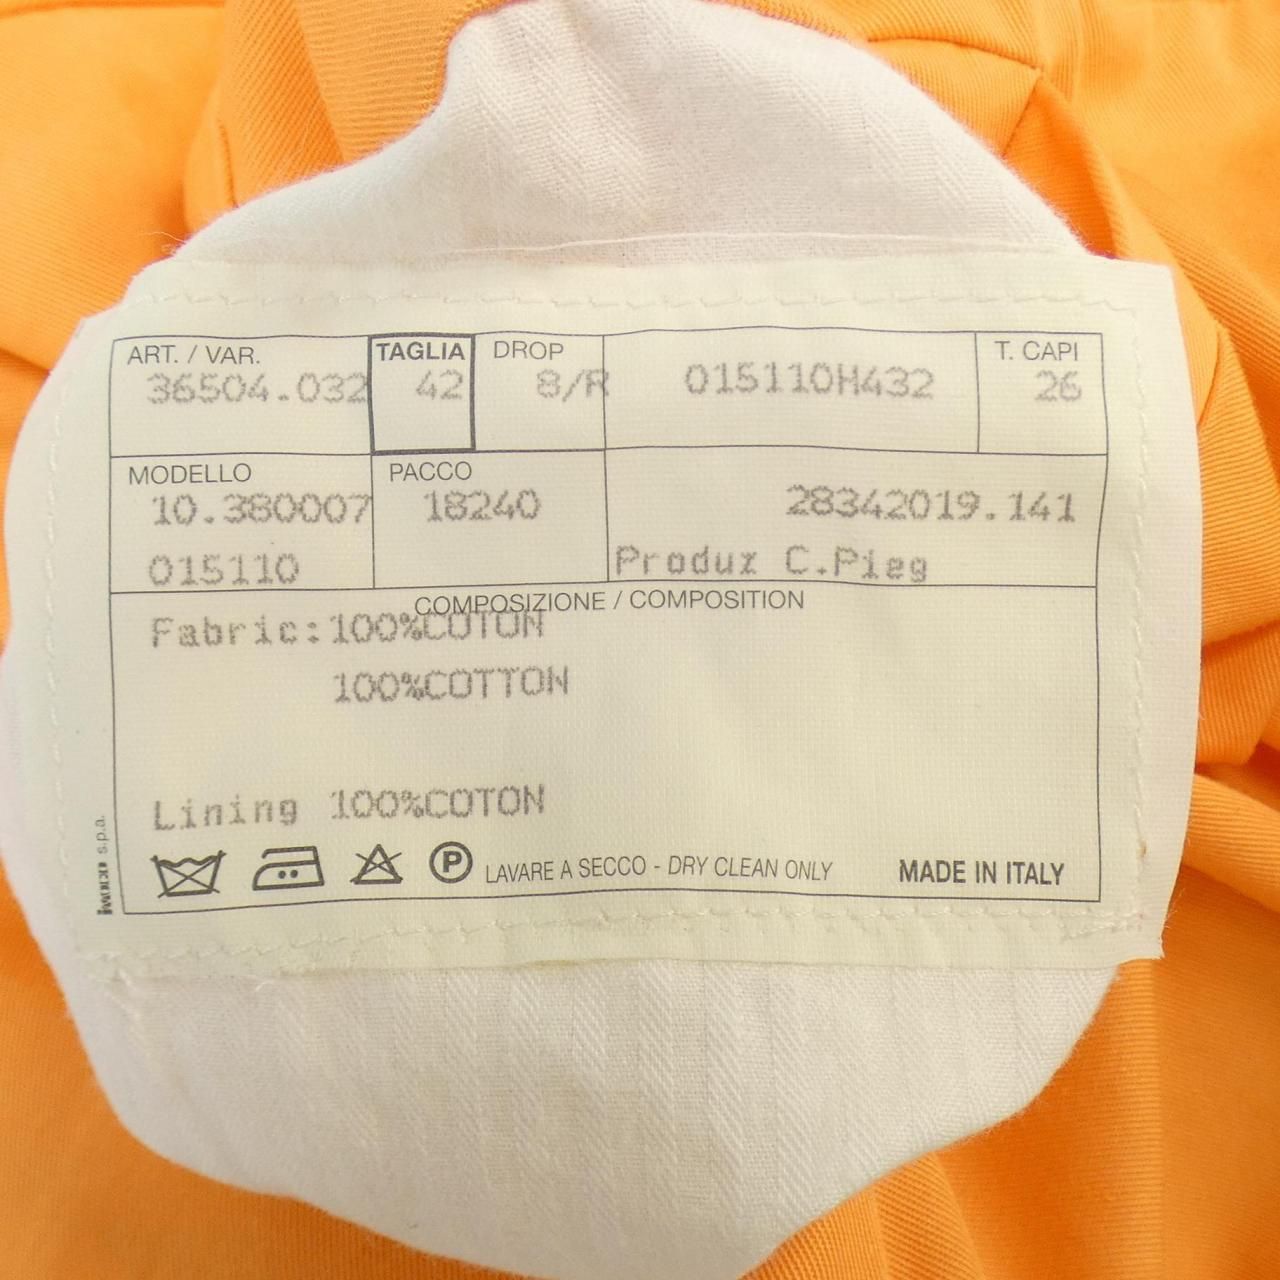 ART. / VAR. TAGLIA DROP T. CAPI
36504.032 42 8/R 015110H432 26
MODELLO PACCO
10.380007 18240 28342019.141
015110 Produz C.Pieg
COMPOSIZIONE / COMPOSITION
Fabric:100%COTON
100%COTTON
Lining 100%COTON
P LAVARE A SECCO - DRY CLEAN ONLY MADE IN ITALY
s.p.a.